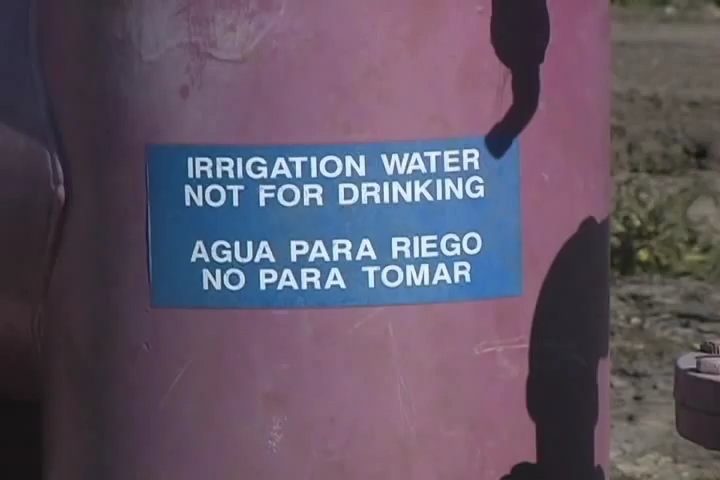 IRRIGATION WATER
NOT FOR DRINKING
AGUA PARA RIEGO
NO PARA TOMAR